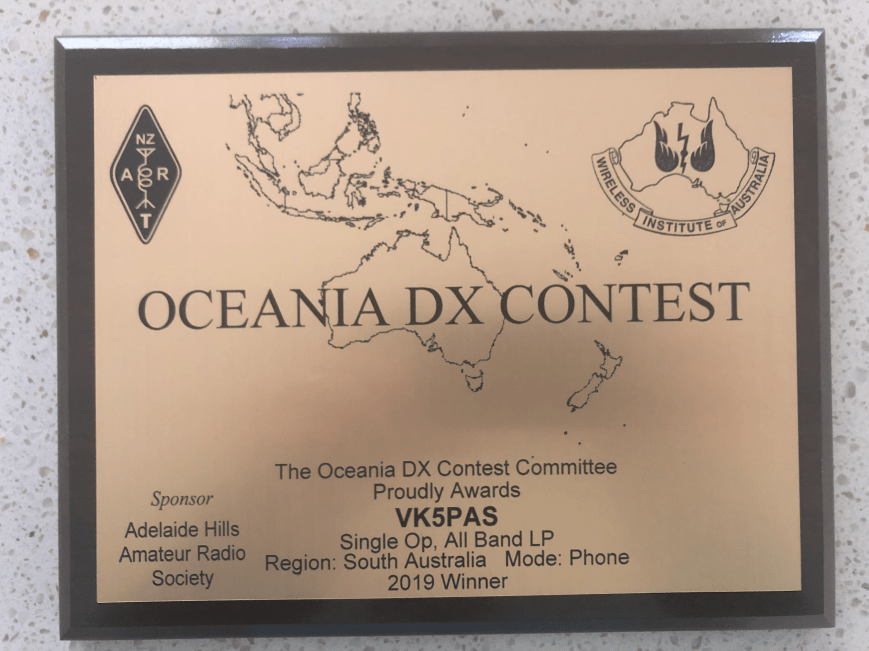 NZ
A R
T
WIRELESS INSTITUTE OF AUSTRALIA
OCEANIA DX CONTEST
The Oceania DX Contest Committee
Proudly Awards
VK5PAS
Single Op, All Band LP
Region: South Australia Mode: Phone
2019 Winner
Sponsor
Adelaide Hills
Amateur Radio
Society